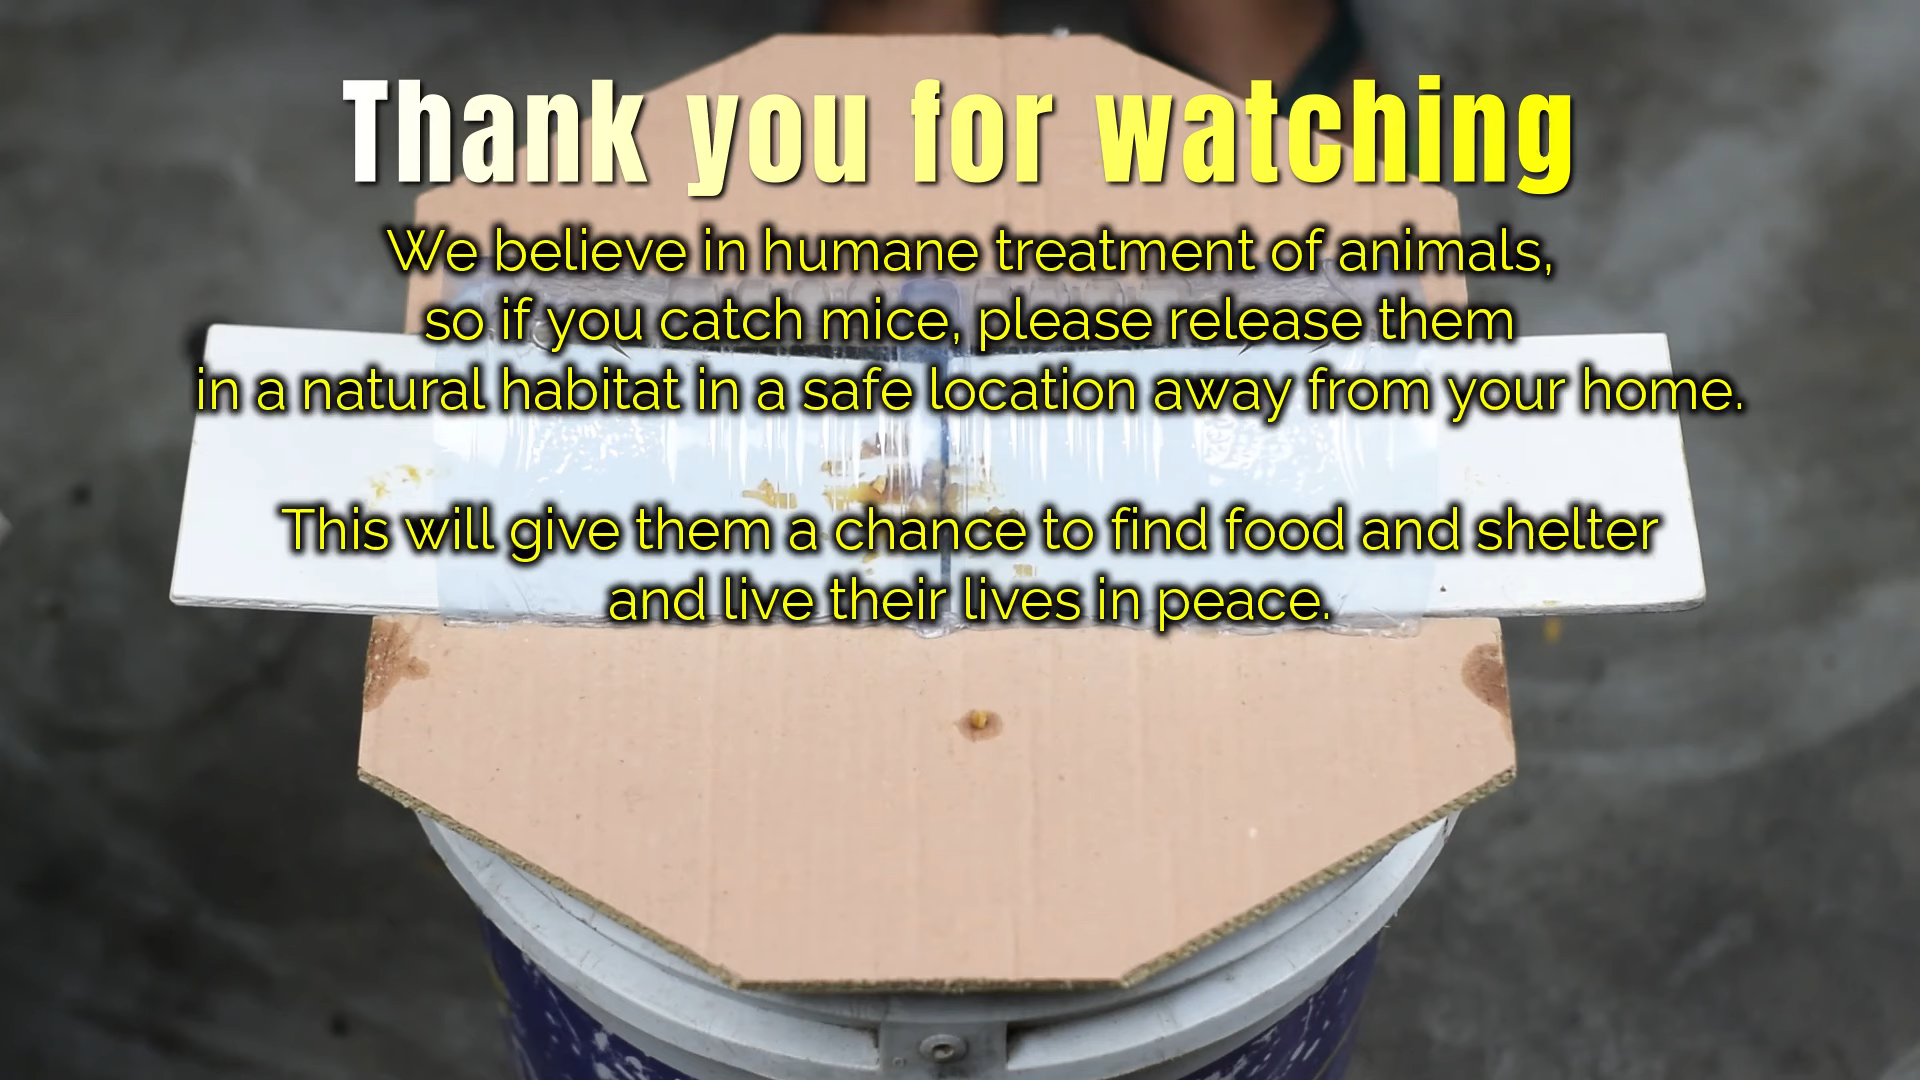 Thank you for watching
We believe in humane treatment of animals,
so if you catch mice, please release them
in a natural habitat in a safe location away from your home.
This will give them a chance to find food and shelter
and live their lives in peace.